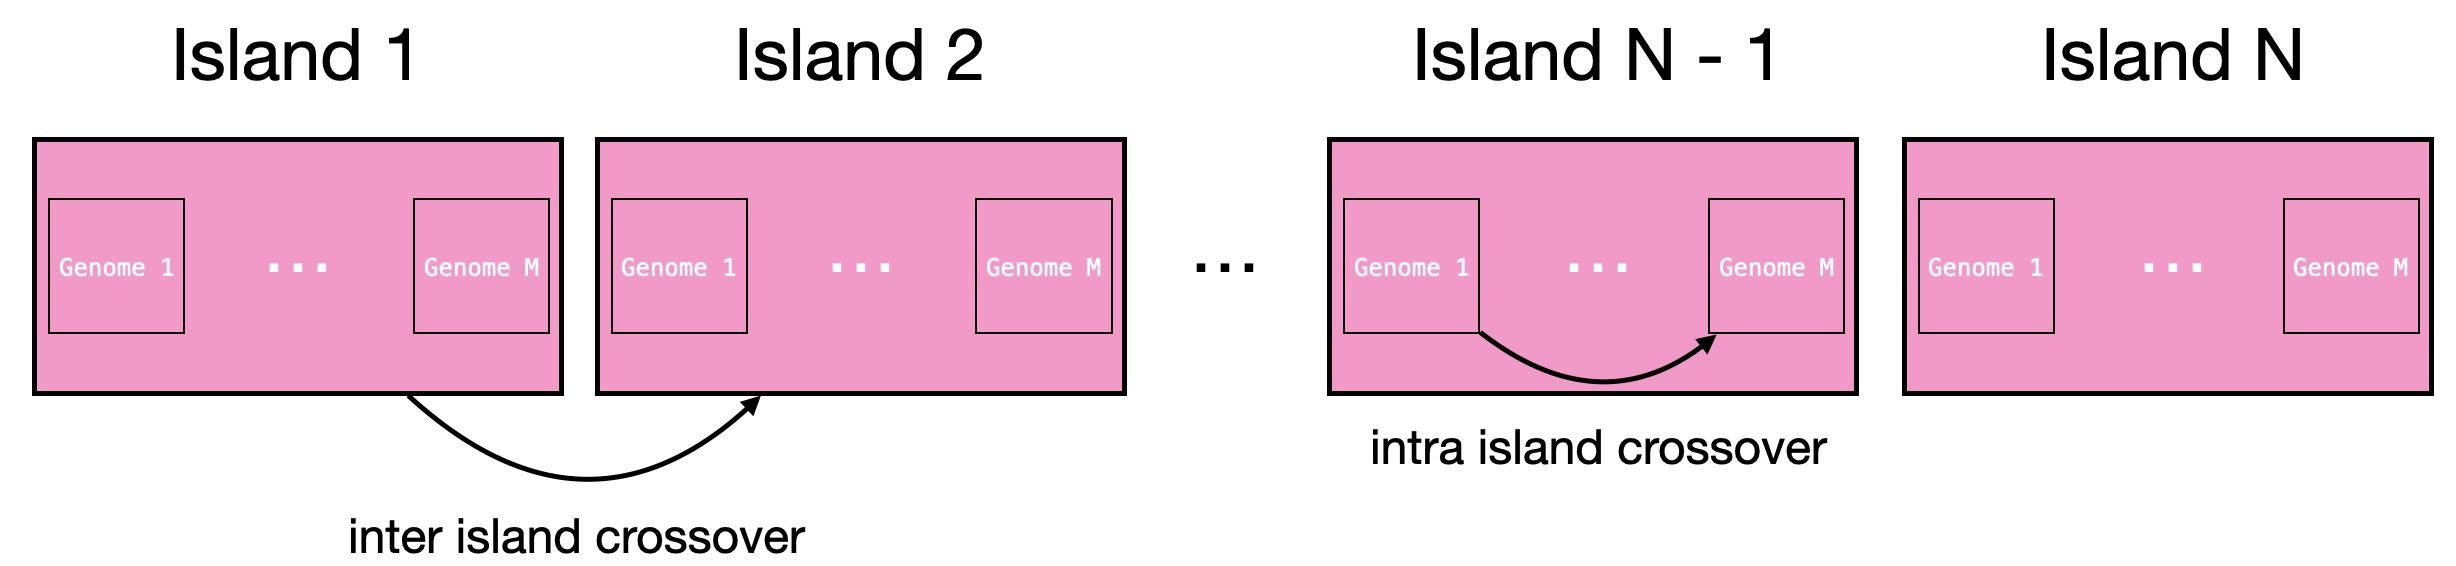 Island 1
Island 2
Island N - 1
Island N
Genome 1
...
Genome M
Genome 1
...
Genome M
...
Genome 1
...
Genome M
Genome 1
...
Genome M
intra island crossover
inter island crossover